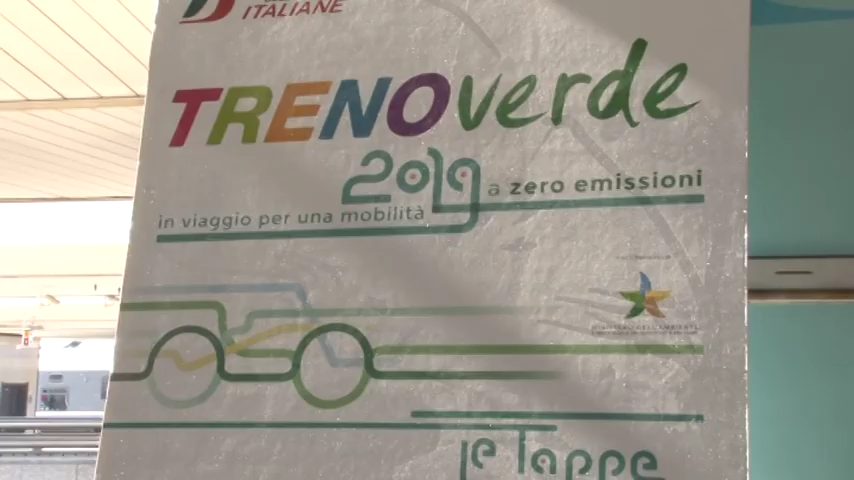 ITALIANE
TRENOverde
2019
a zero emissioni
in viaggio per una mobilità
le Tappe